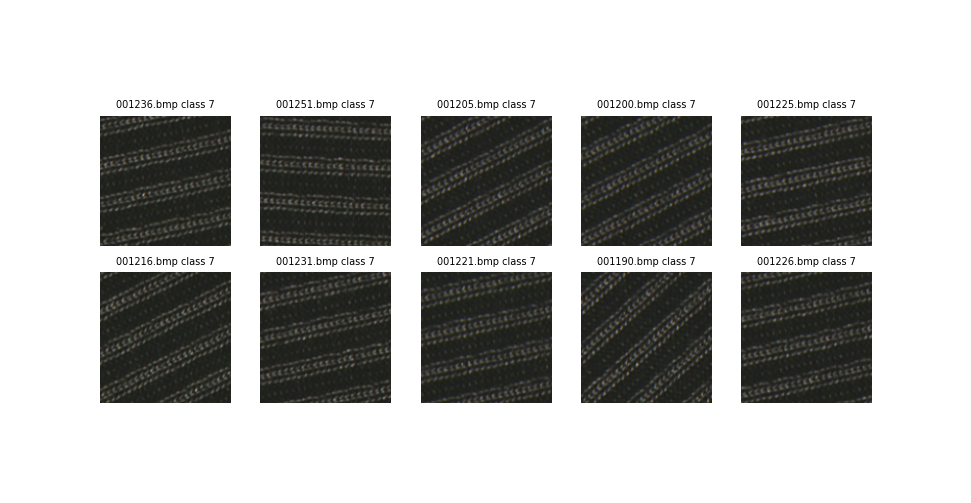 001236.bmp class 7
001251.bmp class 7
001205.bmp class 7
001200.bmp class 7
001225.bmp class 7
001216.bmp class 7
001231.bmp class 7
001221.bmp class 7
001190.bmp class 7
001226.bmp class 7